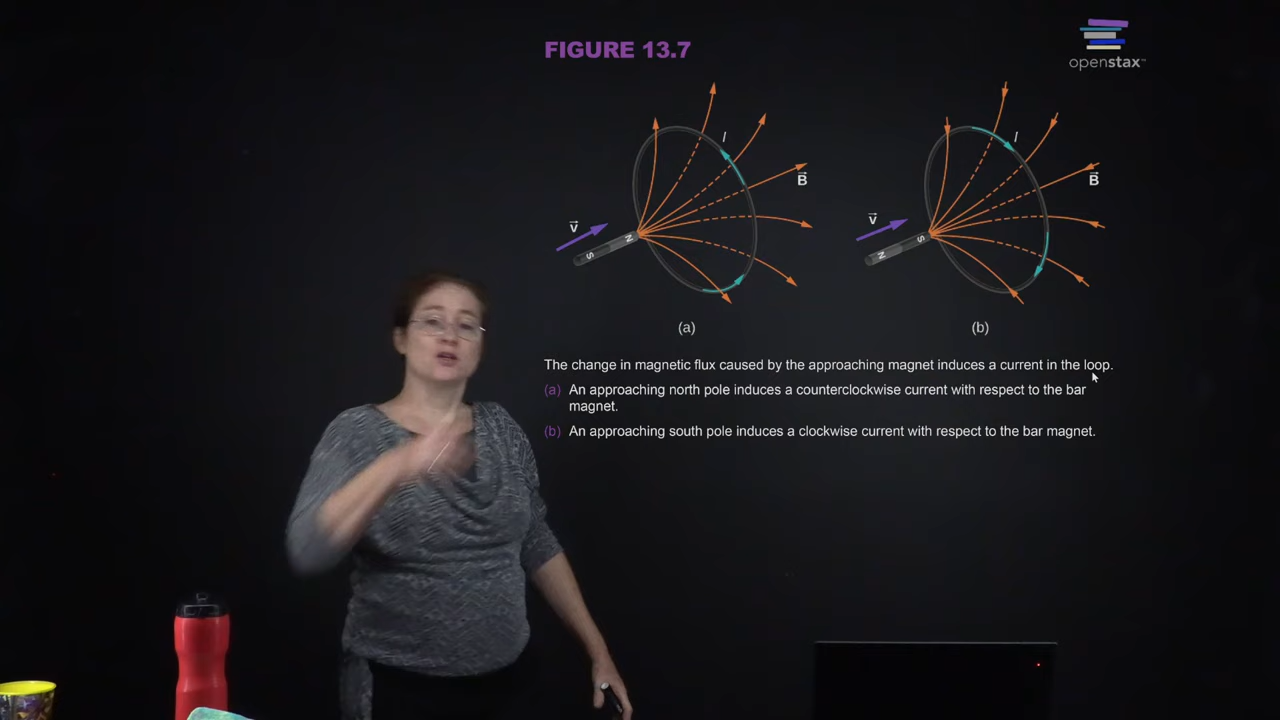 FIGURE 13.7
openstax™
I
B
v
N
S
(a)
I
B
v
S
N
(b)
The change in magnetic flux caused by the approaching magnet induces a current in the loop.
(a) An approaching north pole induces a counterclockwise current with respect to the bar
magnet.
(b) An approaching south pole induces a clockwise current with respect to the bar magnet.